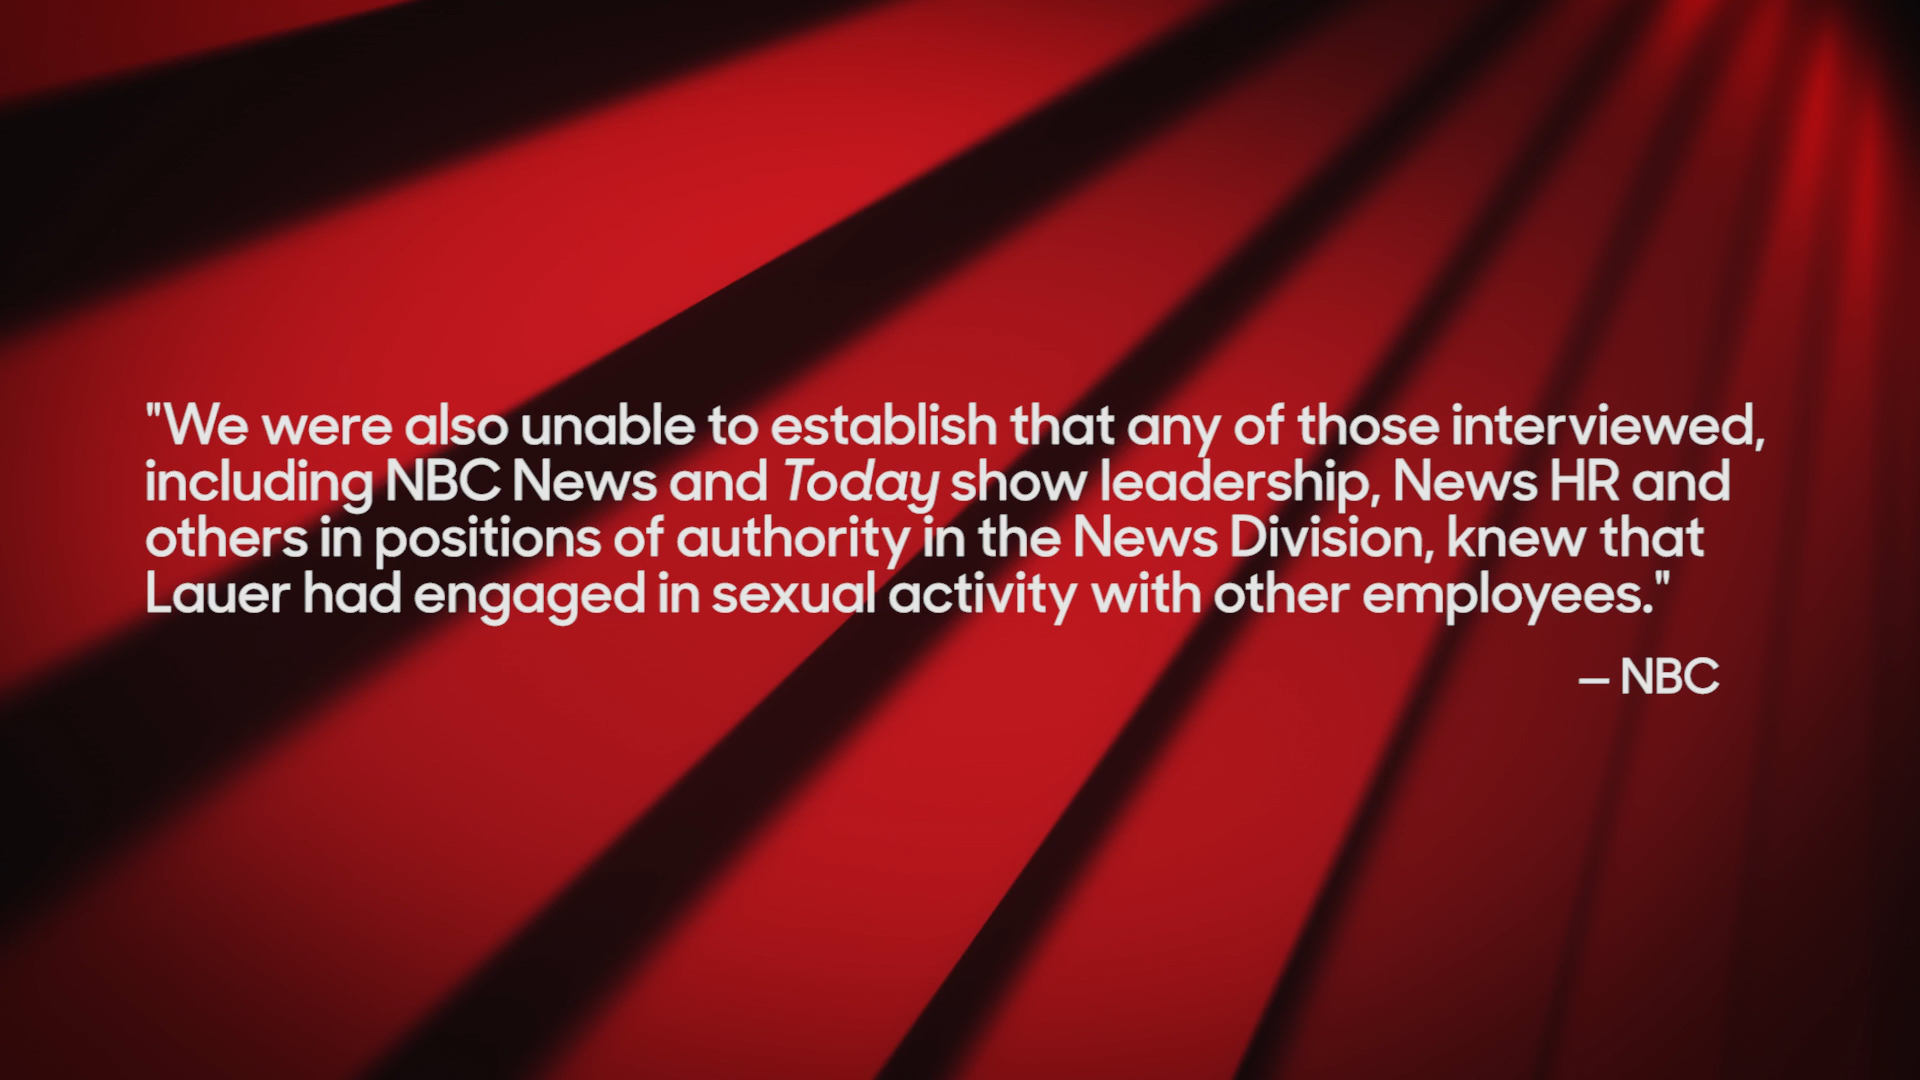 "We were also unable to establish that any of those interviewed,
including NBC News and Today show leadership, News HR and
others in positions of authority in the News Division, knew that
Lauer had engaged in sexual activity with other employees."
– NBC